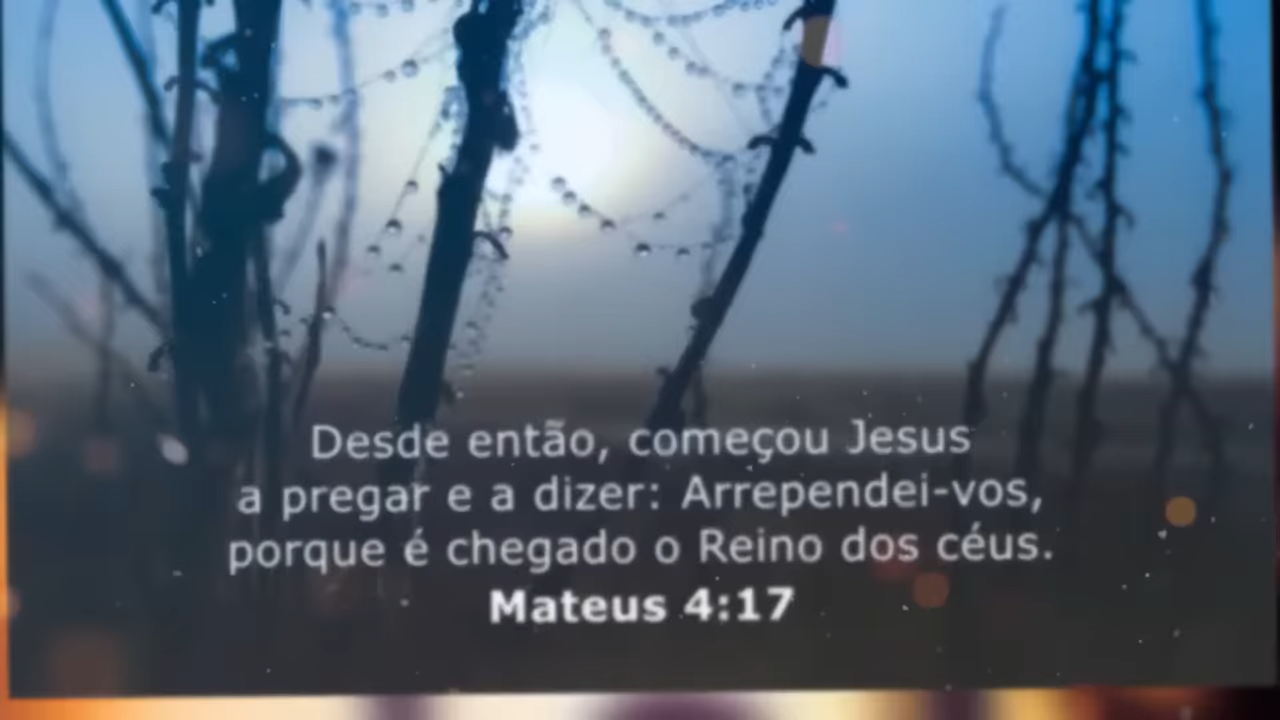 Desde então, começou Jesus
a pregar e a dizer: Arrependei-vos,
porque é chegado o Reino dos céus.
Mateus 4:17